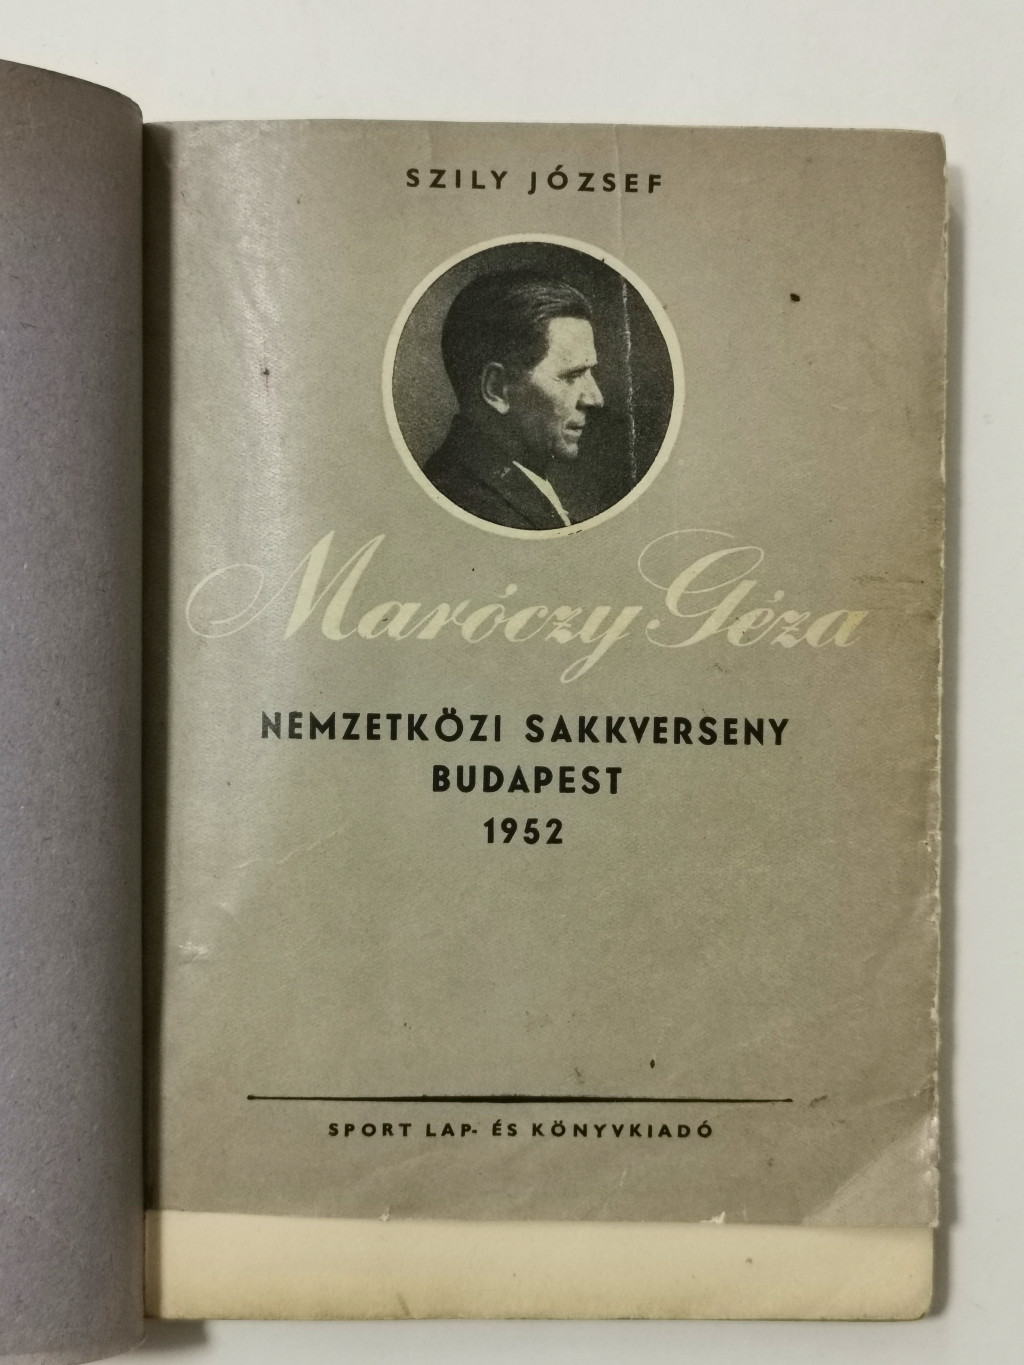 SZILY JÓZSEF
Maróczy Géza
NEMZETKÖZI SAKKVERSENY
BUDAPEST
1952
SPORT LAP- ÉS KÖNYVKIADÓ